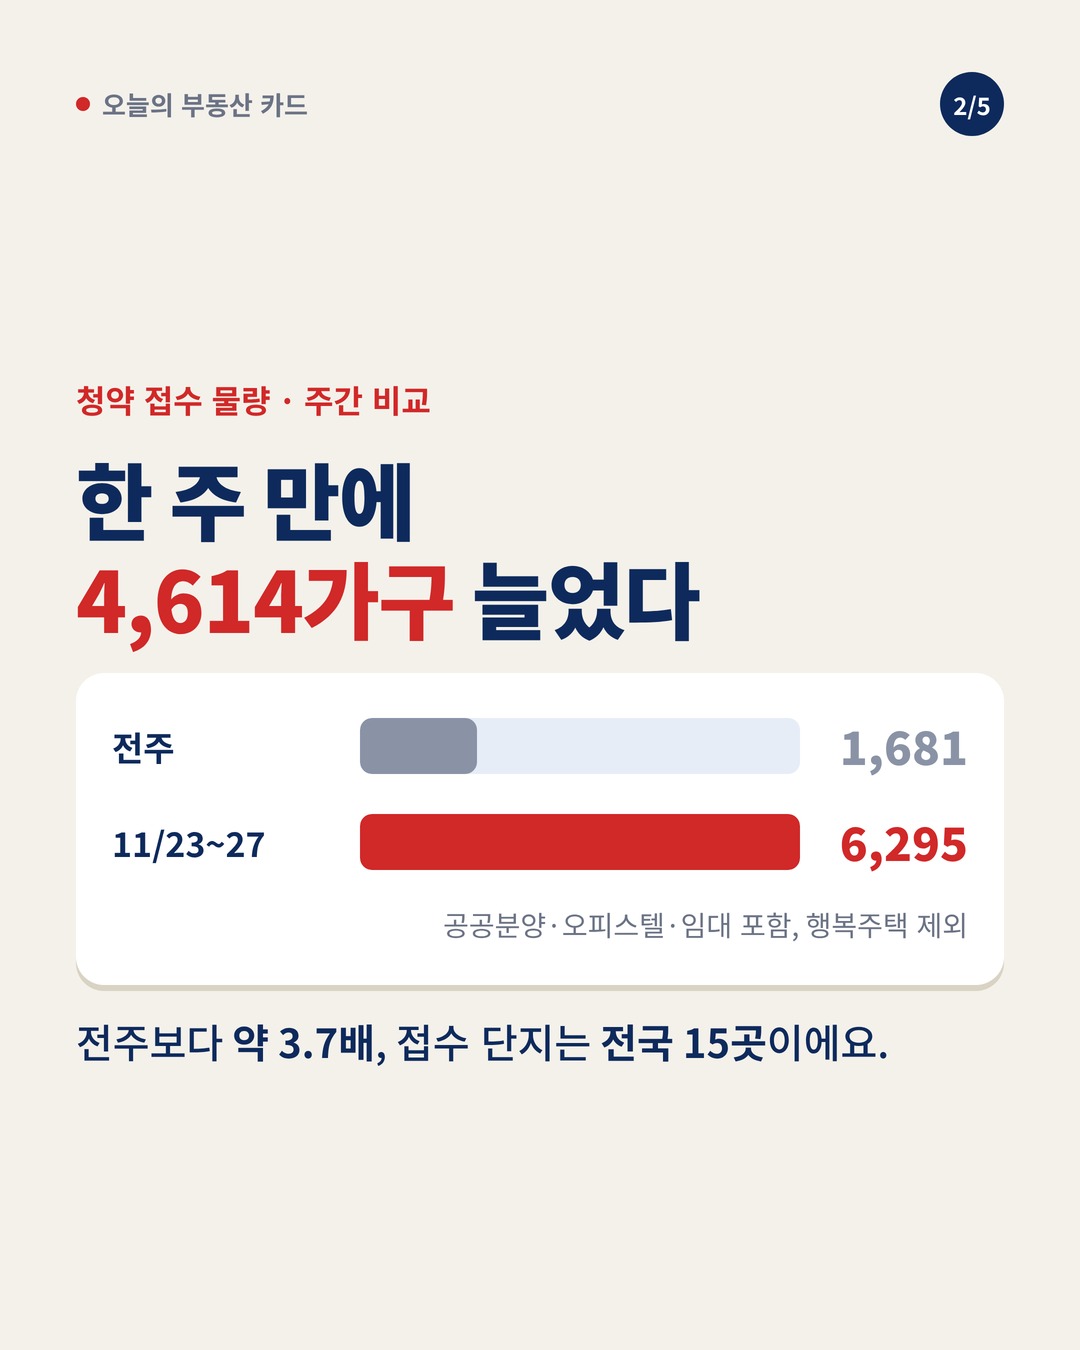 오늘의 부동산 카드
2/5
청약 접수 물량 · 주간 비교
한 주 만에
4,614가구 늘었다
전주 1,681
11/23~27 6,295
공공분양·오피스텔·임대 포함, 행복주택 제외
전주보다 약 3.7배, 접수 단지는 전국 15곳이에요.